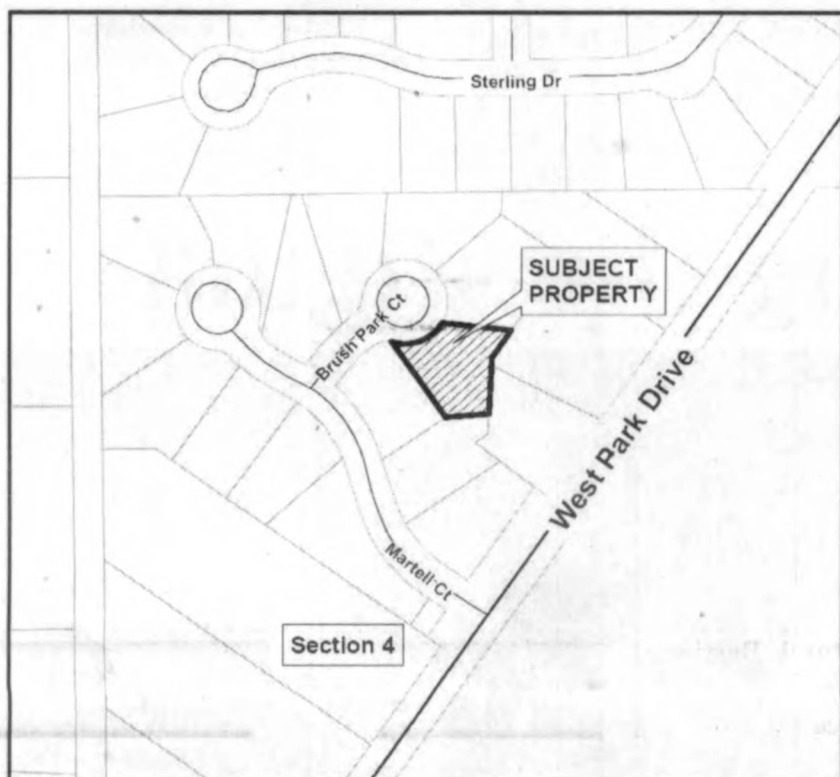 Sterling Dr
SUBJECT
PROPERTY
Brush Park Ct
West Park Drive
Martell Ct
Section 4